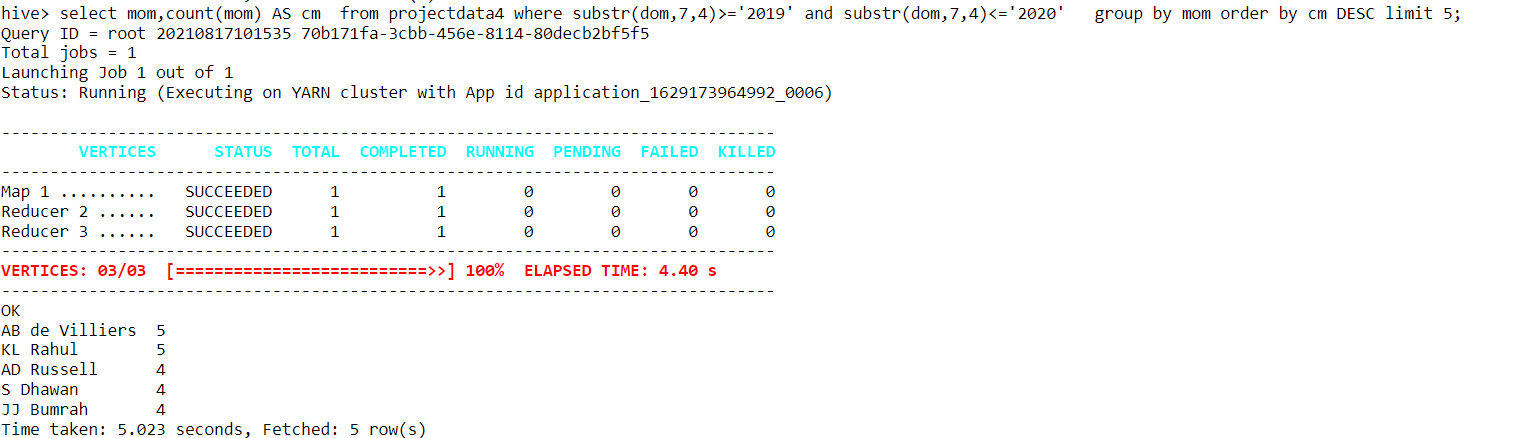 hive> select mom,count(mom) AS cm  from projectdata4 where substr(dom,7,4)>='2019' and substr(dom,7,4)<='2020'   group by mom order by cm DESC limit 5;
Query ID = root 20210817101535 70b171fa-3cbb-456e-8114-80decb2bf5f5
Total jobs = 1
Launching Job 1 out of 1
Status: Running (Executing on YARN cluster with App id application_1629173964992_0006)
--------------------------------------------------------------------------------
        VERTICES      STATUS  TOTAL  COMPLETED  RUNNING  PENDING  FAILED  KILLED
--------------------------------------------------------------------------------
Map 1 ..........   SUCCEEDED      1          1        0        0       0       0
Reducer 2 ......   SUCCEEDED      1          1        0        0       0       0
Reducer 3 ......   SUCCEEDED      1          1        0        0       0       0
--------------------------------------------------------------------------------
VERTICES: 03/03  [==========================>>] 100%  ELAPSED TIME: 4.40 s
--------------------------------------------------------------------------------
OK
AB de Villiers  5
KL Rahul        5
AD Russell      4
S Dhawan        4
JJ Bumrah       4
Time taken: 5.023 seconds, Fetched: 5 row(s)